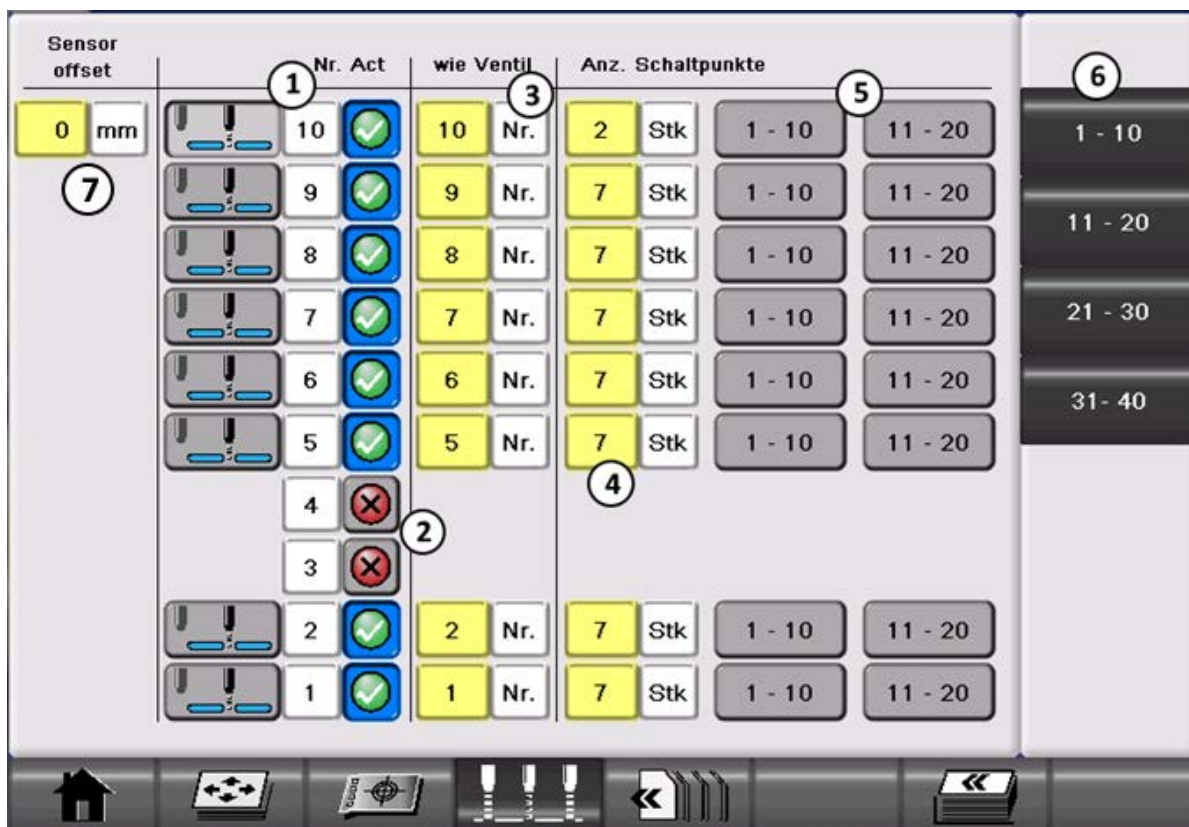 Sensor offset
Nr. Act
wie Ventil
Anz. Schaltpunkte
1
3
5
6
0 mm
10
10 Nr.
2 Stk
1 - 10
11 - 20
1 - 10
7
9
9 Nr.
7 Stk
1 - 10
11 - 20
8
8 Nr.
7 Stk
1 - 10
11 - 20
11 - 20
7
7 Nr.
7 Stk
1 - 10
11 - 20
21 - 30
6
6 Nr.
7 Stk
1 - 10
11 - 20
31- 40
5
5 Nr.
7 Stk
1 - 10
11 - 20
4
4
2
3
2
2 Nr.
7 Stk
1 - 10
11 - 20
1
1 Nr.
7 Stk
1 - 10
11 - 20